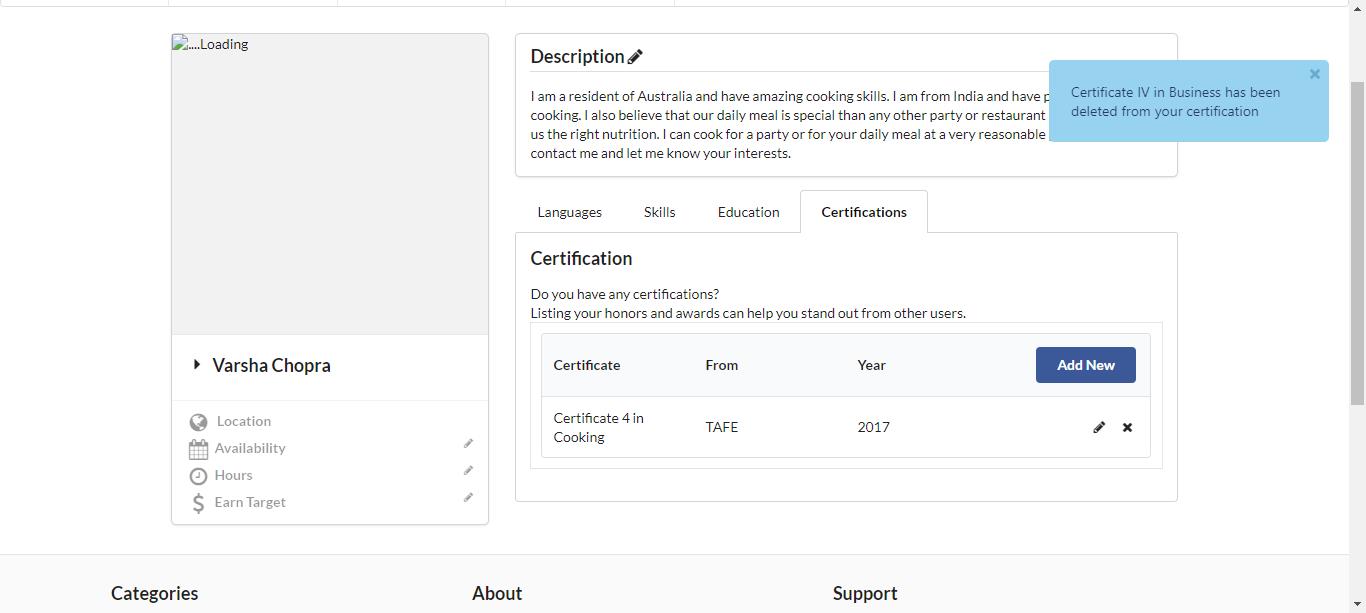 ....Loading
Varsha Chopra
Location
Availability
Hours
Earn Target
Description
I am a resident of Australia and have amazing cooking skills. I am from India and have
cooking. I also believe that our daily meal is special than any other party or restaurant
us the right nutrition. I can cook for a party or for your daily meal at a very reasonable
contact me and let me know your interests.
Certificate IV in Business has been
deleted from your certification
Languages
Skills
Education
Certifications
Certification
Do you have any certifications?
Listing your honors and awards can help you stand out from other users.
Certificate From Year Add New
Certificate 4 in
Cooking
TAFE 2017
Categories About Support